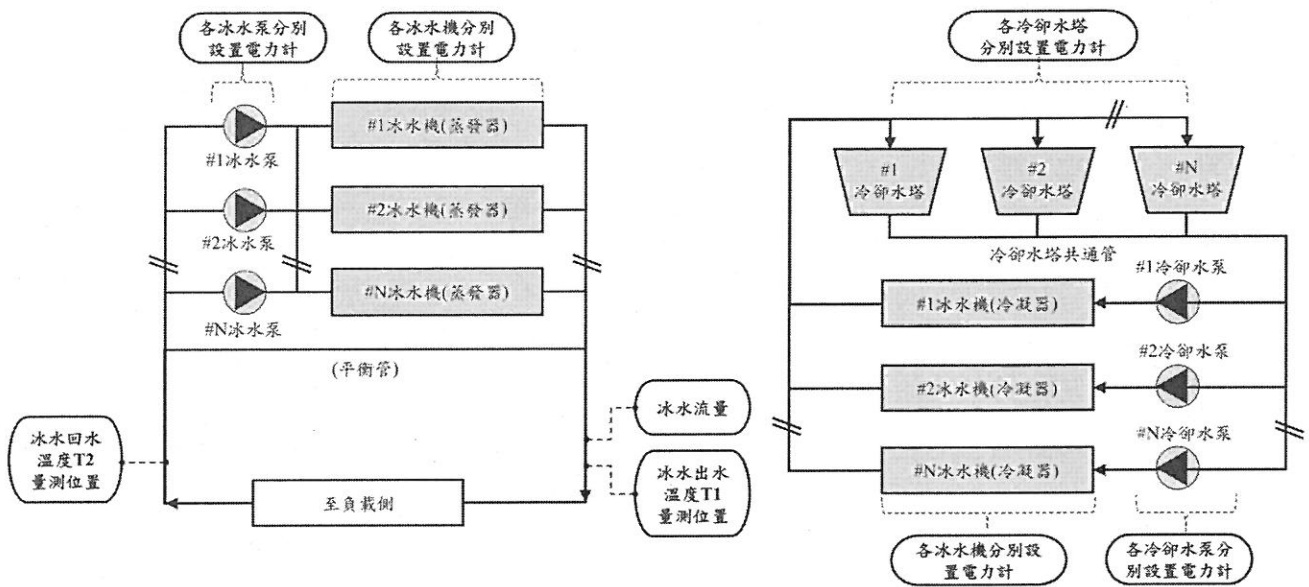 各冰水泵分別
設置電力計
各冰水機分別
設置電力計
#1冰水機(蒸發器)
#1冰水泵
#2冰水機(蒸發器)
#2冰水泵
#N冰水機(蒸發器)
#N冰水泵
(平衡管)
冰水流量
冰水回水
溫度T2
量測位置
冰水出水
溫度T1
量測位置
至負載側
各冷卻水塔
分別設置電力計
#1
冷卻水塔
#2
冷卻水塔
#N
冷卻水塔
冷卻水塔共通管
#1冷卻水泵
#1冰水機(冷凝器)
#2冷卻水泵
#2冰水機(冷凝器)
#N冷卻水泵
#N冰水機(冷凝器)
各冰水機分別設
置電力計
各冷卻水泵分
別設置電力計